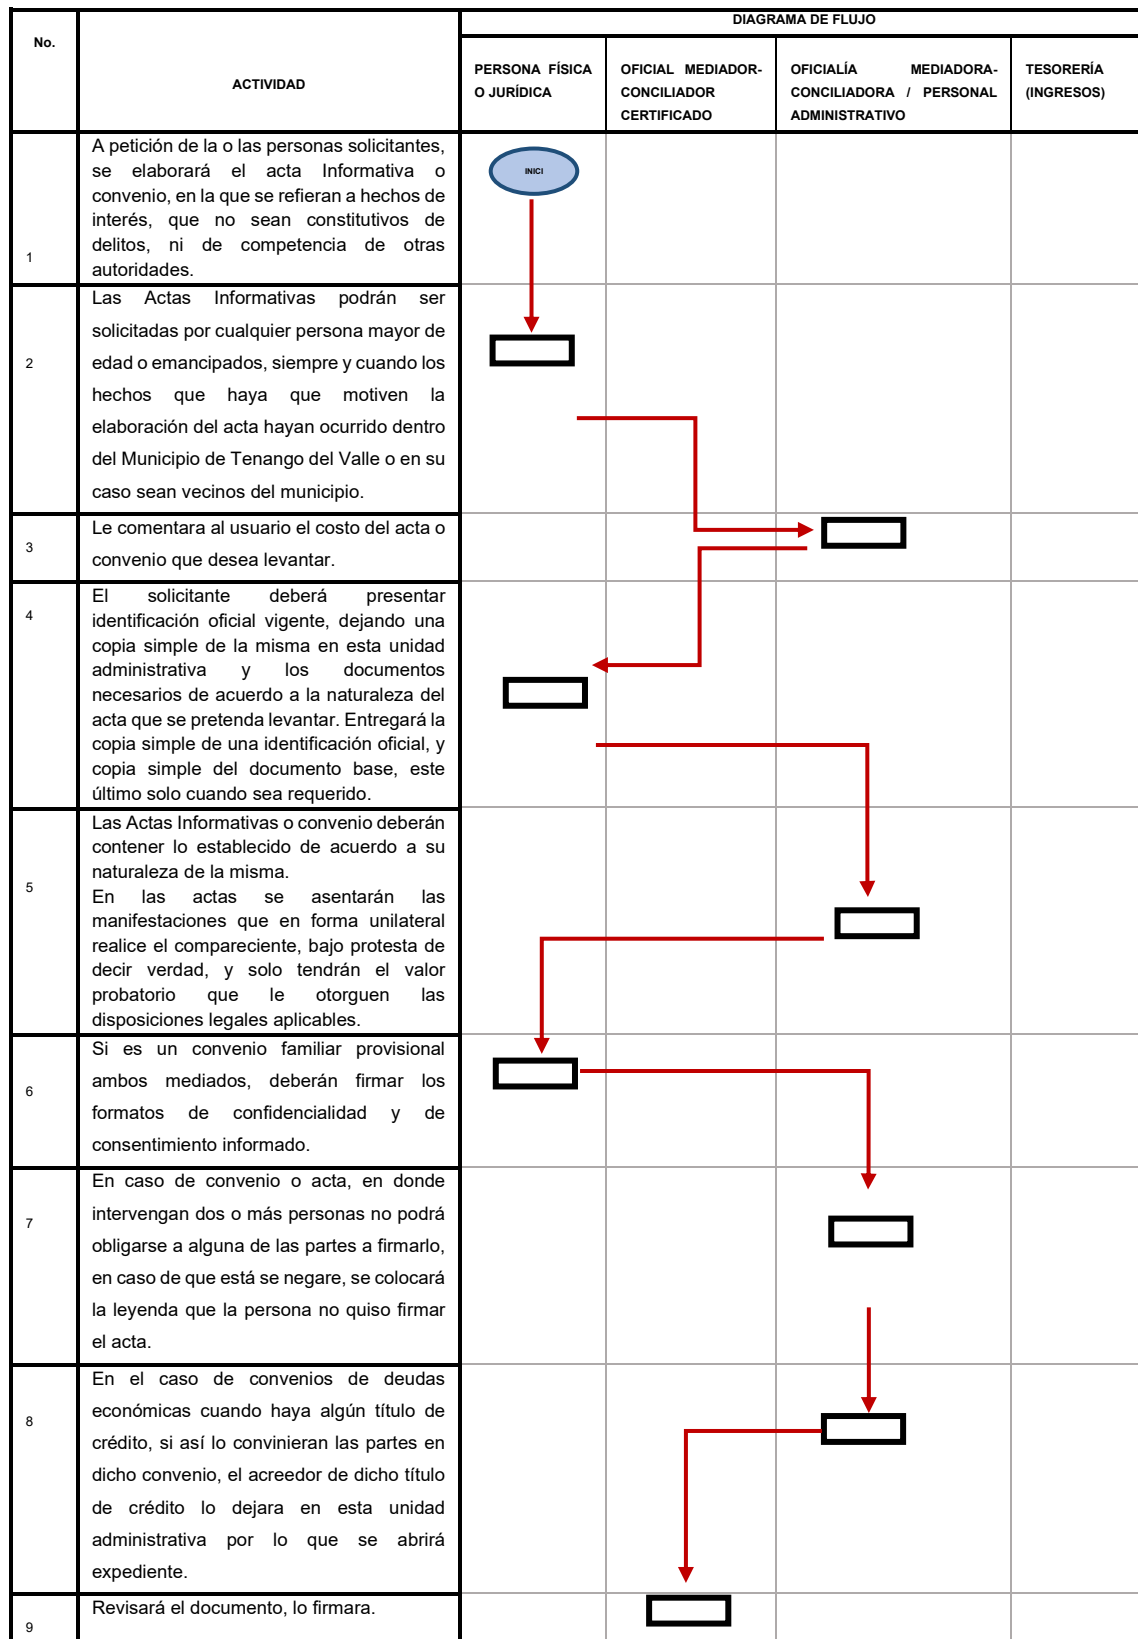 DIAGRAMA DE FLUJO
No.
ACTIVIDAD
PERSONA FÍSICA
O JURÍDICA
OFICIAL MEDIADOR-
CONCILIADOR
CERTIFICADO
OFICIALÍA MEDIADORA-
CONCILIADORA / PERSONAL
ADMINISTRATIVO
TESORERÍA
(INGRESOS)
1
A petición de la o las personas solicitantes,
se elaborará el acta Informativa o
convenio, en la que se refieran a hechos de
interés, que no sean constitutivos de
delitos, ni de competencia de otras
autoridades.
INICI
2
Las Actas Informativas podrán ser
solicitadas por cualquier persona mayor de
edad o emancipados, siempre y cuando los
hechos que haya que motiven la
elaboración del acta hayan ocurrido dentro
del Municipio de Tenango del Valle o en su
caso sean vecinos del municipio.
3
Le comentara al usuario el costo del acta o
convenio que desea levantar.
4
El solicitante deberá presentar
identificación oficial vigente, dejando una
copia simple de la misma en esta unidad
administrativa y los documentos
necesarios de acuerdo a la naturaleza del
acta que se pretenda levantar. Entregará la
copia simple de una identificación oficial, y
copia simple del documento base, este
último solo cuando sea requerido.
5
Las Actas Informativas o convenio deberán
contener lo establecido de acuerdo a su
naturaleza de la misma.
En las actas se asentarán las
manifestaciones que en forma unilateral
realice el compareciente, bajo protesta de
decir verdad, y solo tendrán el valor
probatorio que le otorguen las
disposiciones legales aplicables.
6
Si es un convenio familiar provisional
ambos mediados, deberán firmar los
formatos de confidencialidad y de
consentimiento informado.
7
En caso de convenio o acta, en donde
intervengan dos o más personas no podrá
obligarse a alguna de las partes a firmarlo,
en caso de que está se negare, se colocará
la leyenda que la persona no quiso firmar
el acta.
8
En el caso de convenios de deudas
económicas cuando haya algún título de
crédito, si así lo convinieran las partes en
dicho convenio, el acreedor de dicho título
de crédito lo dejara en esta unidad
administrativa por lo que se abrirá
expediente.
9
Revisará el documento, lo firmara.